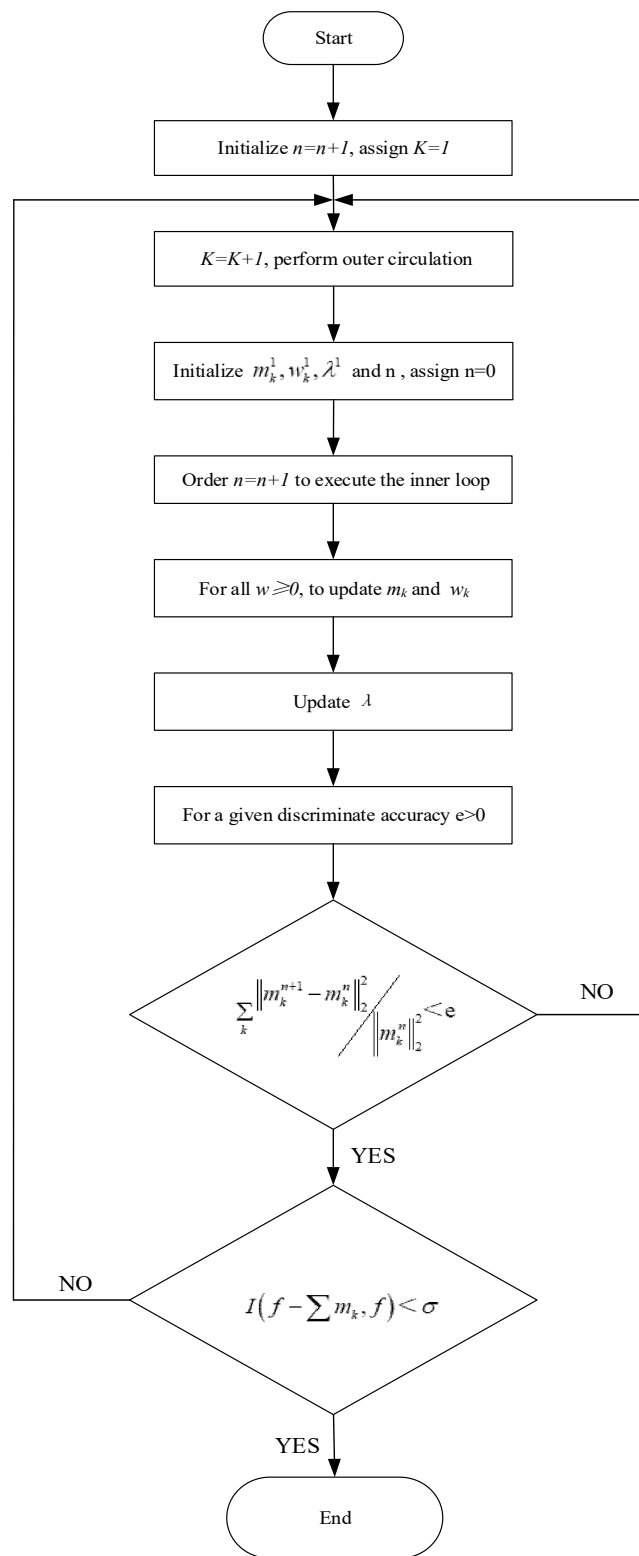 Start
Initialize n=n+1, assign K=1
K=K+1, perform outer circulation
Initialize m_k^1, w_k^1, λ^1 and n , assign n=0
Order n=n+1 to execute the inner loop
For all w⩾0, to update m_k and w_k
Update λ
For a given discriminate accuracy e>0
∑_k ‖m_k^{n+1} − m_k^n‖_2^2 / ‖m_k^n‖_2^2 < e
NO
YES
NO
I(f − ∑ m_k, f) < σ
YES
End